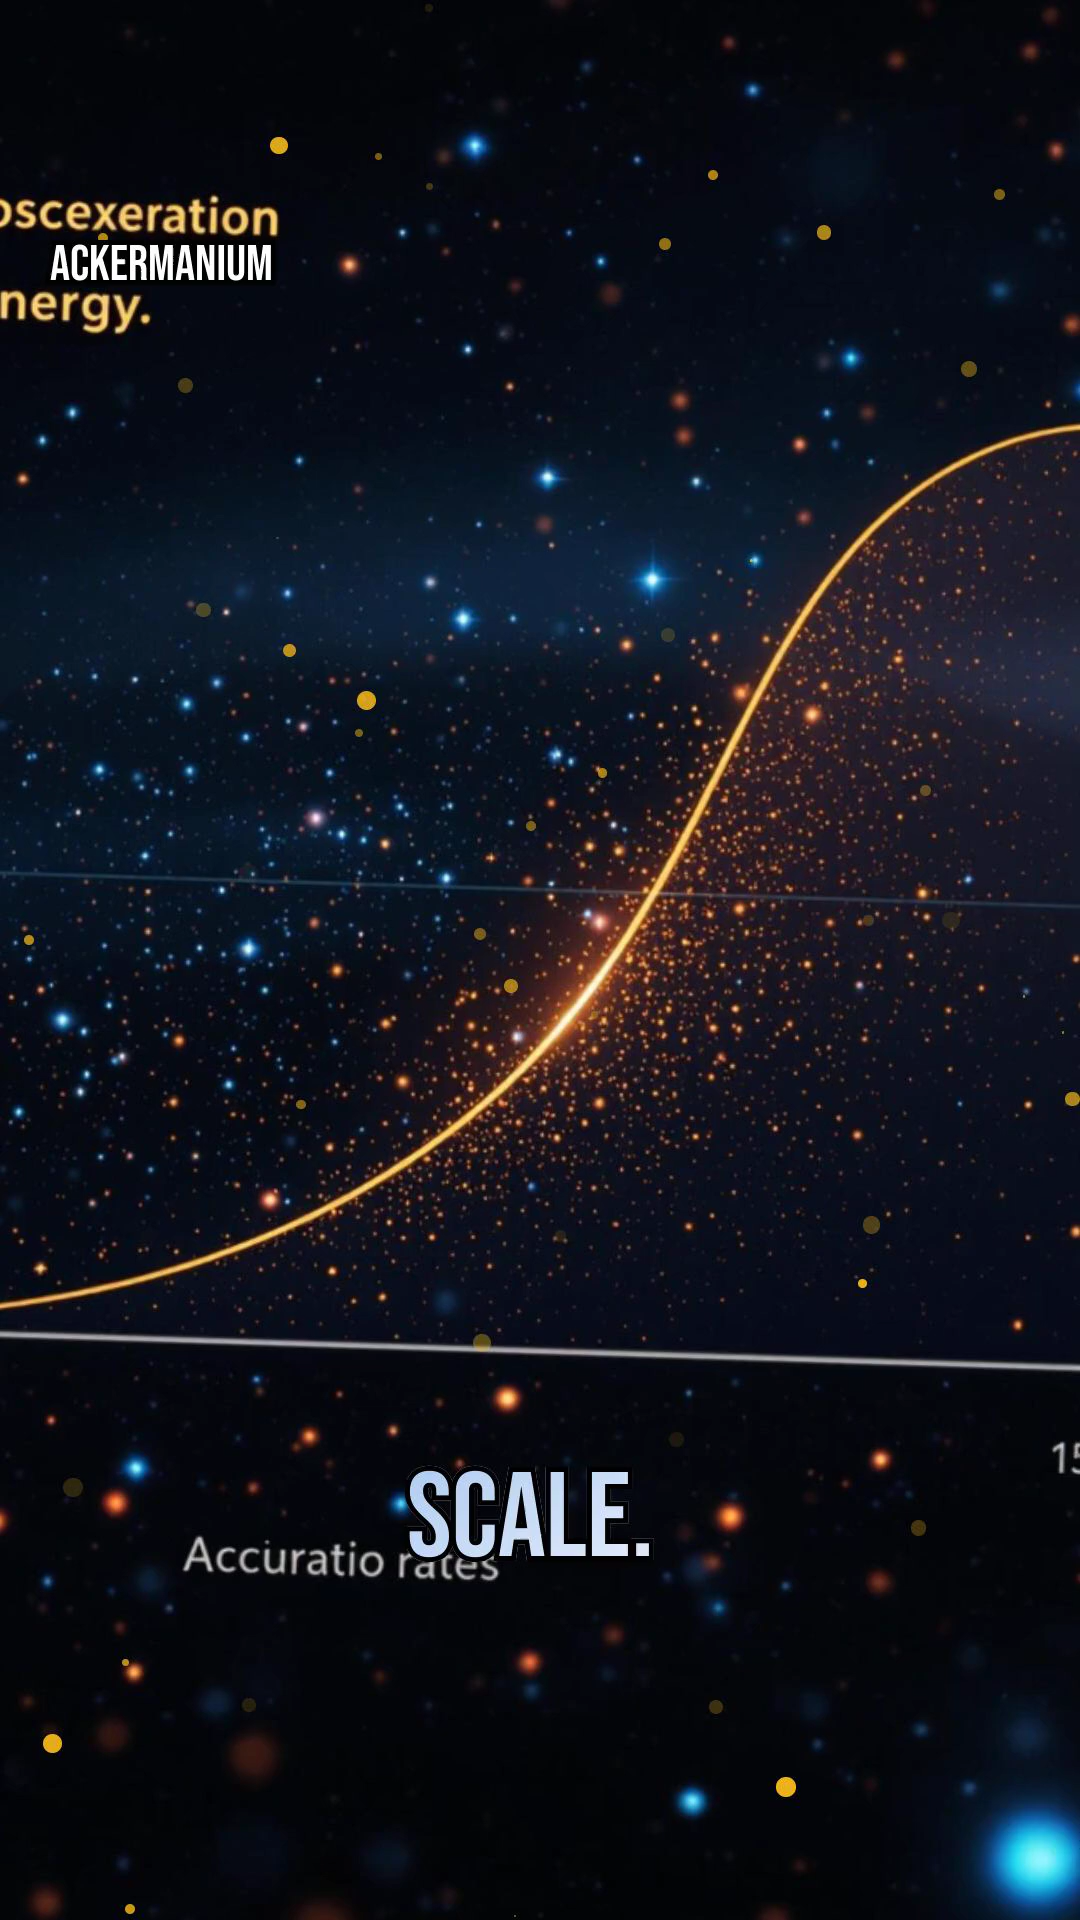 oscexeration
ACKERMANIUM
nergy.
15
SCALE.
Accuratio rates